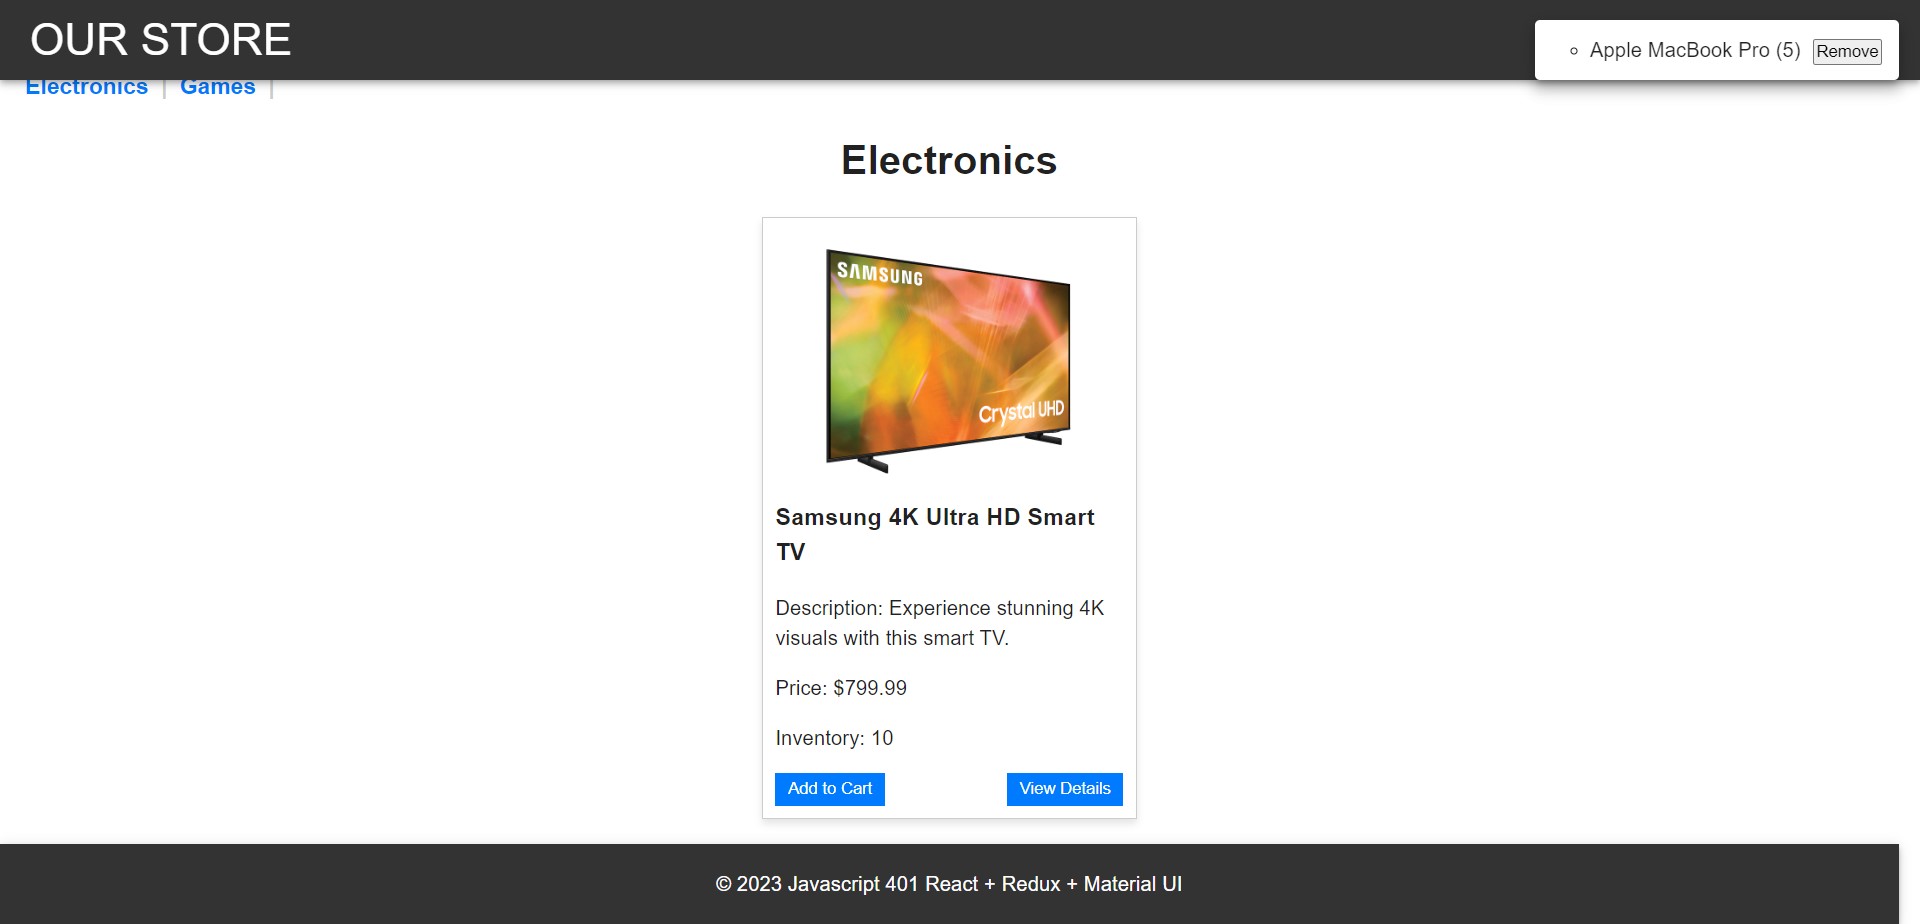 OUR STORE
Apple MacBook Pro (5) Remove
Electronics | Games |
Electronics
SAMSUNG
Crystal UHD
Samsung 4K Ultra HD Smart
TV
Description: Experience stunning 4K
visuals with this smart TV.
Price: $799.99
Inventory: 10
Add to Cart
View Details
© 2023 Javascript 401 React + Redux + Material UI